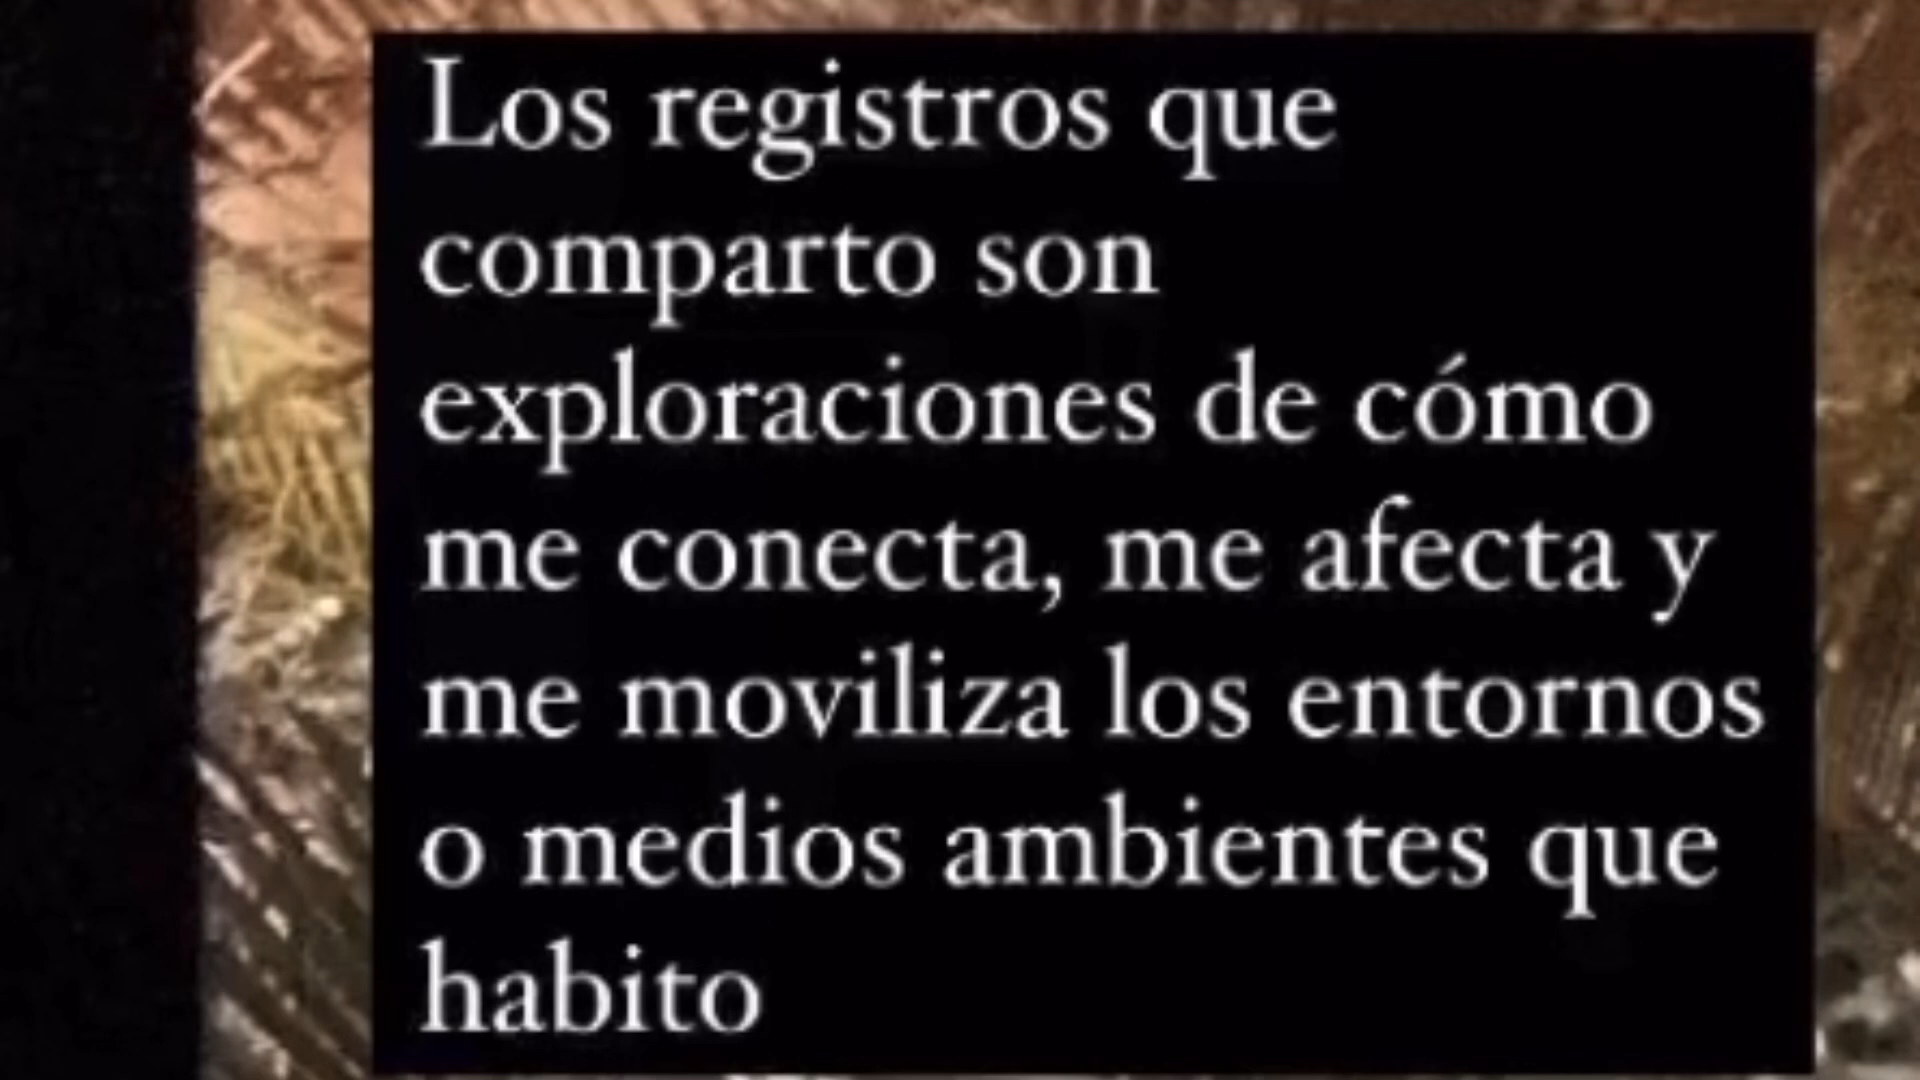 Los registros que
comparto son
exploraciones de cómo
me conecta, me afecta y
me moviliza los entornos
o medios ambientes que
habito